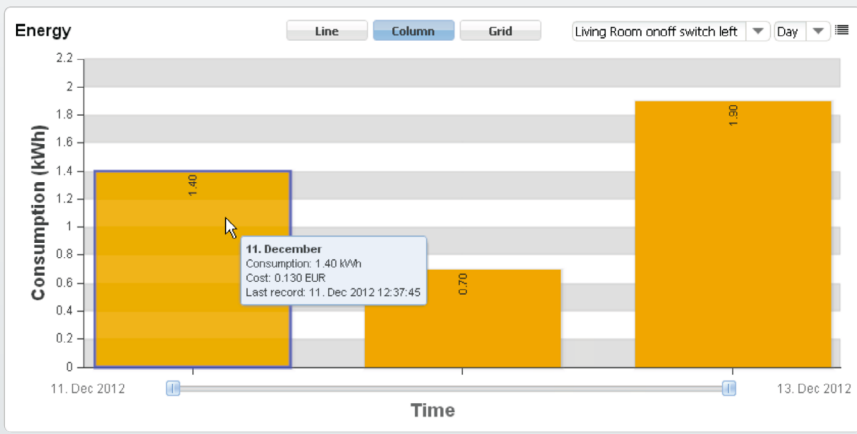 Energy
Line
Column
Grid
Living Room onoff switch left
Day
Consumption (kWh)
2.2
2
1.8
1.6
1.4
1.2
1
0.8
0.6
0.4
0.2
0
1.40
0.70
1.90
11. December
Consumption: 1.40 kWh
Cost: 0.130 EUR
Last record: 11. Dec 2012 12:37:45
11. Dec 2012
13. Dec 2012
Time